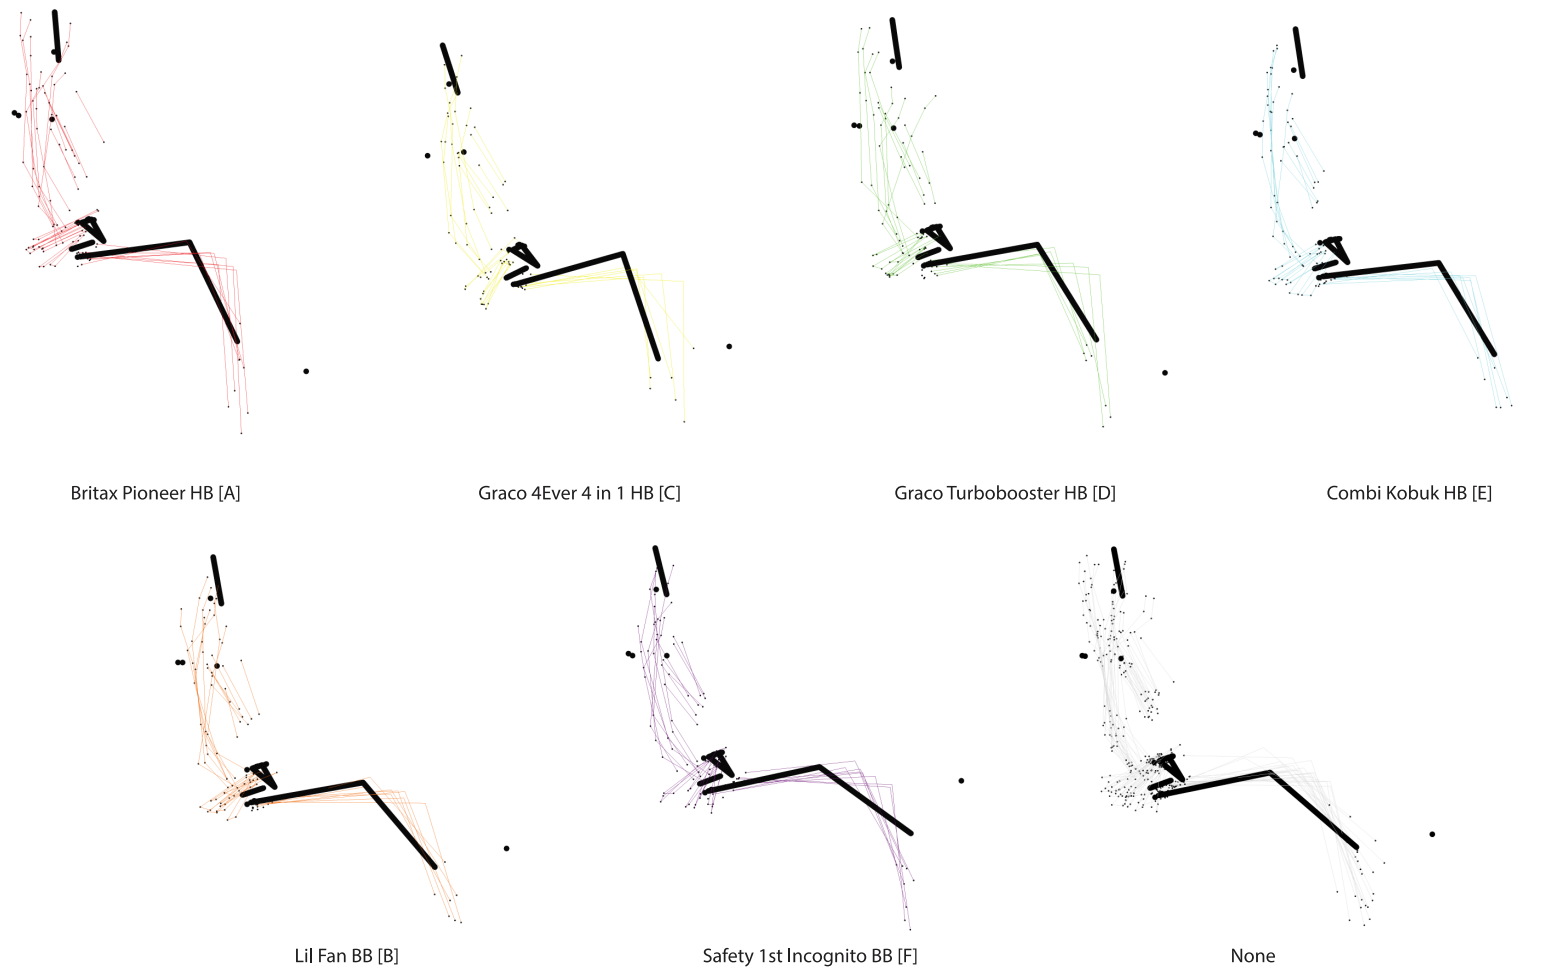 Britax Pioneer HB [A]
Graco 4Ever 4 in 1 HB [C]
Graco Turbobooster HB [D]
Combi Kobuk HB [E]
Lil Fan BB [B]
Safety 1st Incognito BB [F]
None